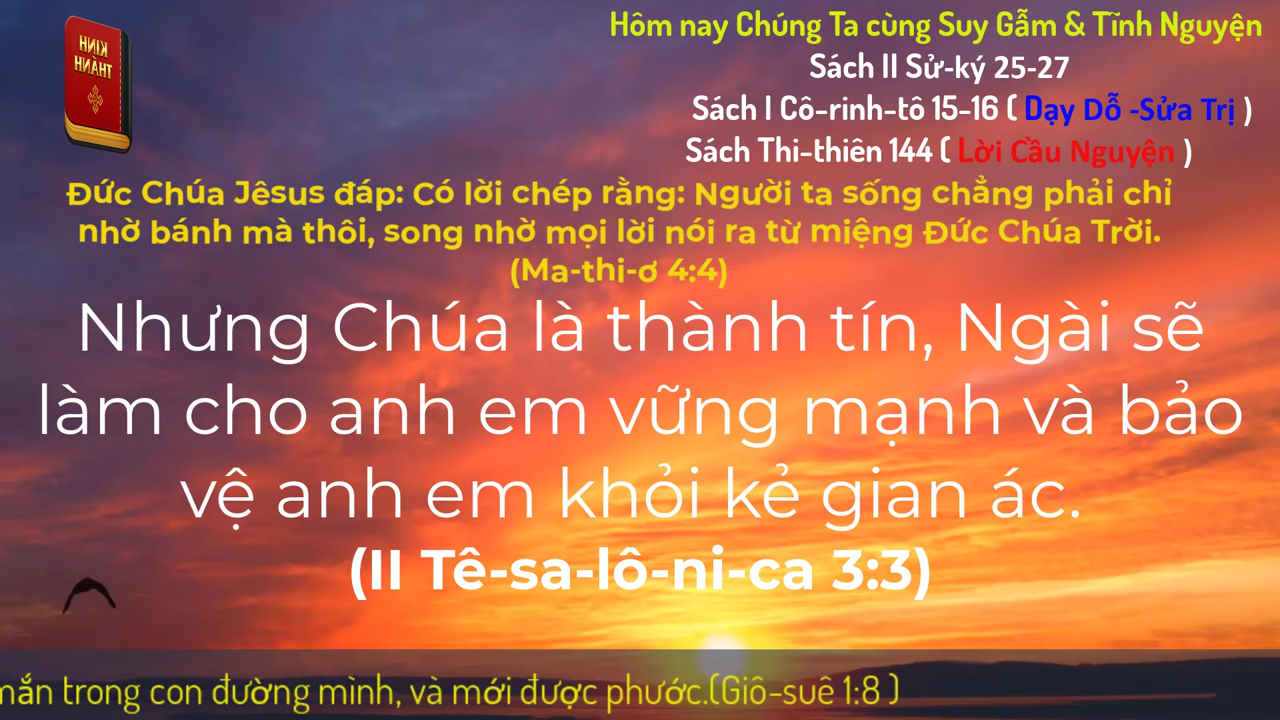 KINH
THÁNH
Hôm nay Chúng Ta cùng Suy Gẫm & Tĩnh Nguyện
Sách II Sử-ký 25-27
Sách I Cô-rinh-tô 15-16 ( Dạy Dỗ -Sửa Trị )
Sách Thi-thiên 144 ( Lời Cầu Nguyện )
Đức Chúa Jêsus đáp: Có lời chép rằng: Người ta sống chẳng phải chỉ
nhờ bánh mà thôi, song nhờ mọi lời nói ra từ miệng Đức Chúa Trời.
(Ma-thi-ơ 4:4)
Nhưng Chúa là thành tín, Ngài sẽ
làm cho anh em vững mạnh và bảo
vệ anh em khỏi kẻ gian ác.
(II Tê-sa-lô-ni-ca 3:3)
mắn trong con đường mình, và mới được phước.(Giô-suê 1:8 )